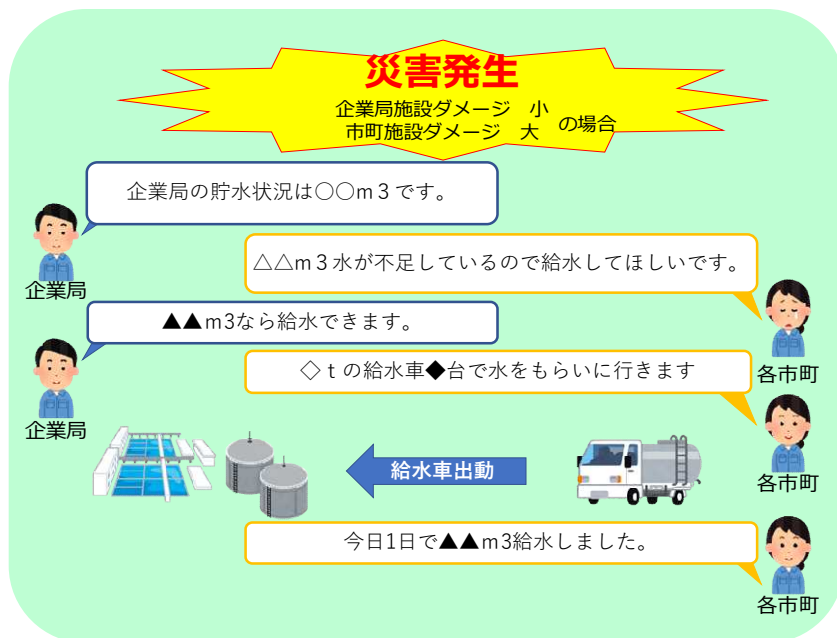 災害発生
企業局施設ダメージ　小
市町施設ダメージ　大
の場合
企業局の貯水状況は○○m３です。
企業局
△△m３水が不足しているので給水してほしいです。
各市町
▲▲m3なら給水できます。
企業局
◇ｔの給水車◆台で水をもらいに行きます
各市町
給水車出動
今日1日で▲▲m3給水しました。
各市町